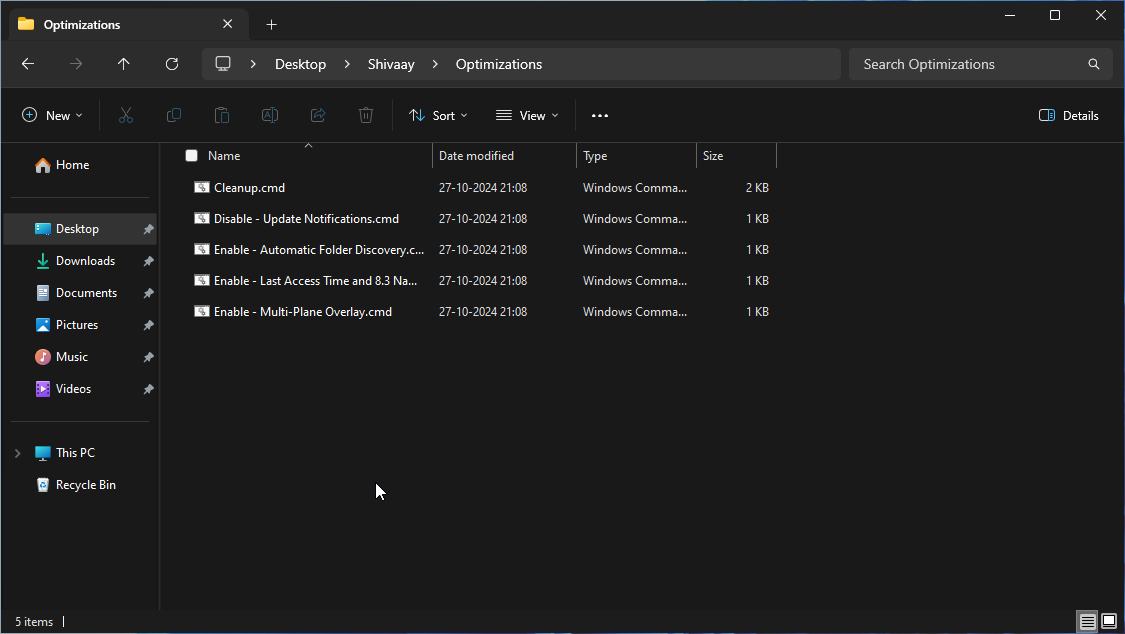 Optimizations
Desktop > Shivaay > Optimizations
Search Optimizations
New
Sort
View
Details
Name Date modified Type Size
Home
Desktop
Downloads
Documents
Pictures
Music
Videos
This PC
Recycle Bin
Cleanup.cmd 27-10-2024 21:08 Windows Comma... 2 KB
Disable - Update Notifications.cmd 27-10-2024 21:08 Windows Comma... 1 KB
Enable - Automatic Folder Discovery.c... 27-10-2024 21:08 Windows Comma... 1 KB
Enable - Last Access Time and 8.3 Na... 27-10-2024 21:08 Windows Comma... 1 KB
Enable - Multi-Plane Overlay.cmd 27-10-2024 21:08 Windows Comma... 1 KB
5 items